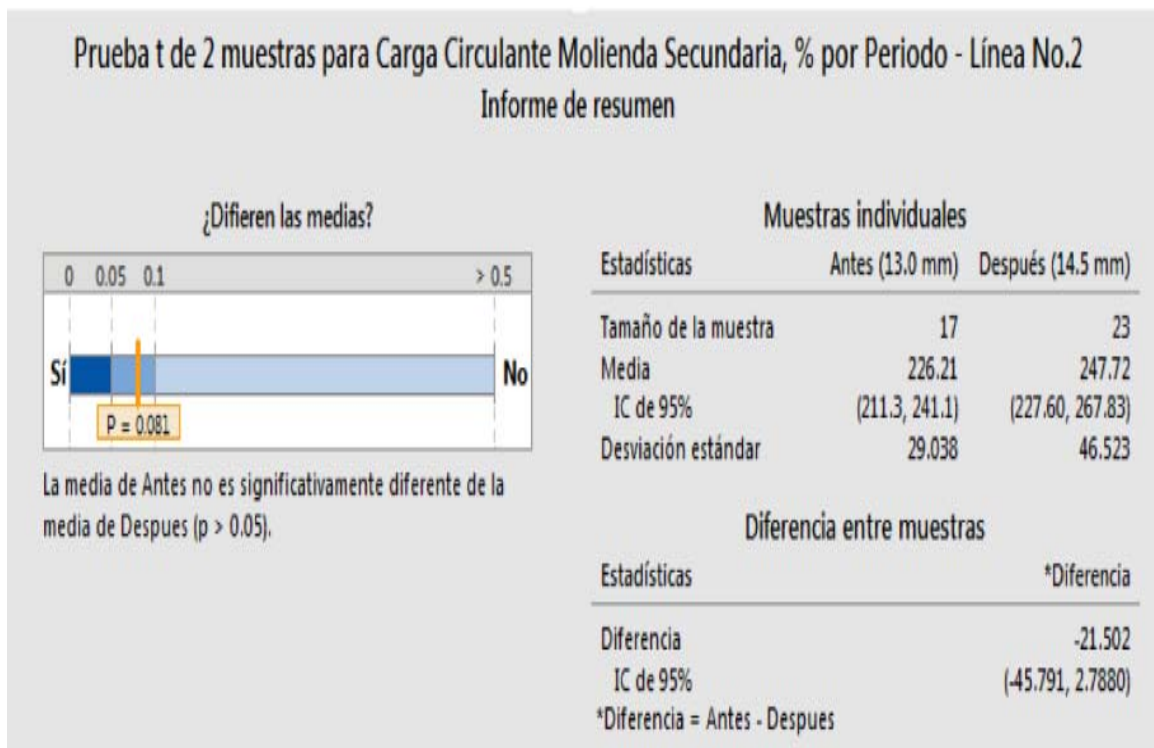 Prueba t de 2 muestras para Carga Circulante Molienda Secundaria, % por Periodo - Línea No.2
Informe de resumen
¿Difieren las medias?
0 0.05 0.1 > 0.5
Sí No
P = 0.081
La media de Antes no es significativamente diferente de la
media de Despues (p > 0.05).
Muestras individuales
Estadísticas Antes (13.0 mm) Después (14.5 mm)
Tamaño de la muestra 17 23
Media 226.21 247.72
IC de 95% (211.3, 241.1) (227.60, 267.83)
Desviación estándar 29.038 46.523
Diferencia entre muestras
Estadísticas *Diferencia
Diferencia -21.502
IC de 95% (-45.791, 2.7880)
*Diferencia = Antes - Despues